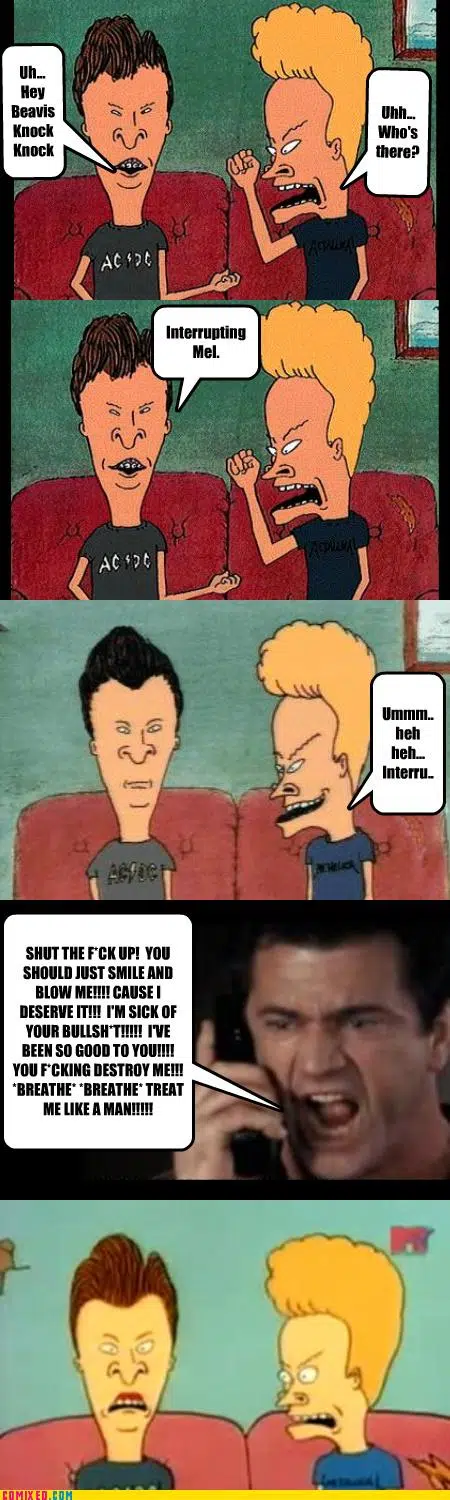 Uh...
Hey
Beavis
Knock
Knock
Uhh...
Who's
there?
AC⚡DC
METALLICA
Interrupting
Mel.
AC⚡DC
METALLICA
Ummm..
heh
heh...
Interru..
AC/DC
SHUT THE F*CK UP! YOU
SHOULD JUST SMILE AND
BLOW ME!!!! CAUSE I
DESERVE IT!!! I'M SICK OF
YOUR BULLSH*T!!!!! I'VE
BEEN SO GOOD TO YOU!!!!
YOU F*CKING DESTROY ME!!!
*BREATHE* *BREATHE* TREAT
ME LIKE A MAN!!!!!
COMIXED.COM